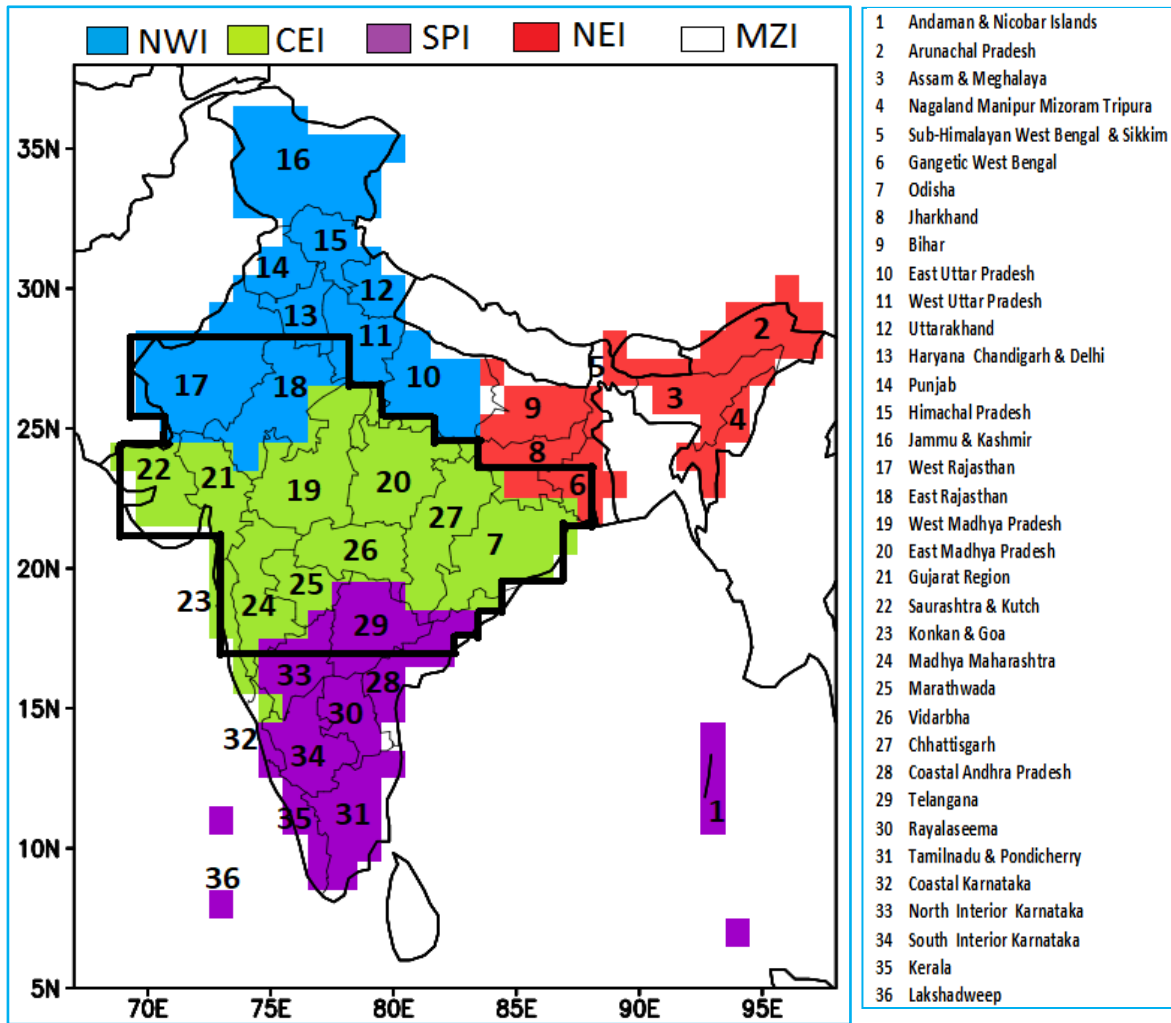 NWI CEI SPI NEI MZI
35N
30N
25N
20N
15N
10N
5N
70E 75E 80E 85E 90E 95E
16
15
14
12
13
11
2
17
18
10
5
9
3
4
22
21
8
19
20
6
27
7
26
23
24
25
29
33
28
32
30
34
35
31
1
36
1 Andaman & Nicobar Islands
2 Arunachal Pradesh
3 Assam & Meghalaya
4 Nagaland Manipur Mizoram Tripura
5 Sub-Himalayan West Bengal & Sikkim
6 Gangetic West Bengal
7 Odisha
8 Jharkhand
9 Bihar
10 East Uttar Pradesh
11 West Uttar Pradesh
12 Uttarakhand
13 Haryana Chandigarh & Delhi
14 Punjab
15 Himachal Pradesh
16 Jammu & Kashmir
17 West Rajasthan
18 East Rajasthan
19 West Madhya Pradesh
20 East Madhya Pradesh
21 Gujarat Region
22 Saurashtra & Kutch
23 Konkan & Goa
24 Madhya Maharashtra
25 Marathwada
26 Vidarbha
27 Chhattisgarh
28 Coastal Andhra Pradesh
29 Telangana
30 Rayalaseema
31 Tamilnadu & Pondicherry
32 Coastal Karnataka
33 North Interior Karnataka
34 South Interior Karnataka
35 Kerala
36 Lakshadweep